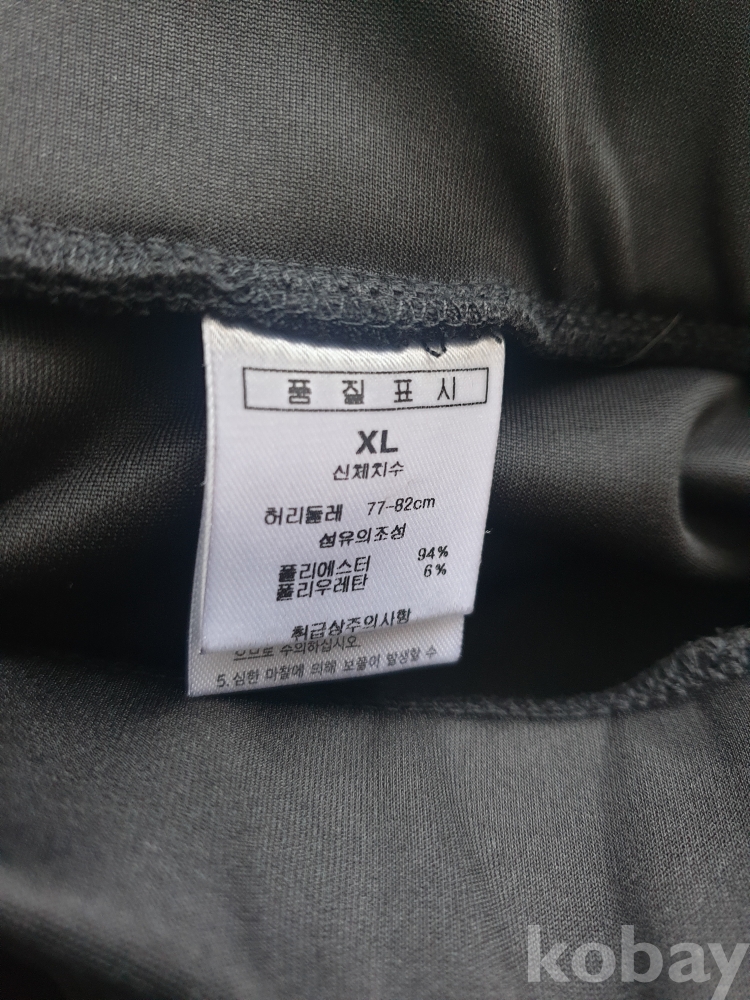 품 질 표 시
XL
신체치수
허리둘레 77-82cm
섬유의조성
폴리에스터 94%
폴리우레탄 6%
취급상주의사항
으므로 수의하십시오
5. 심한 마찰에 의해 보풀이 발생할 수
kobay